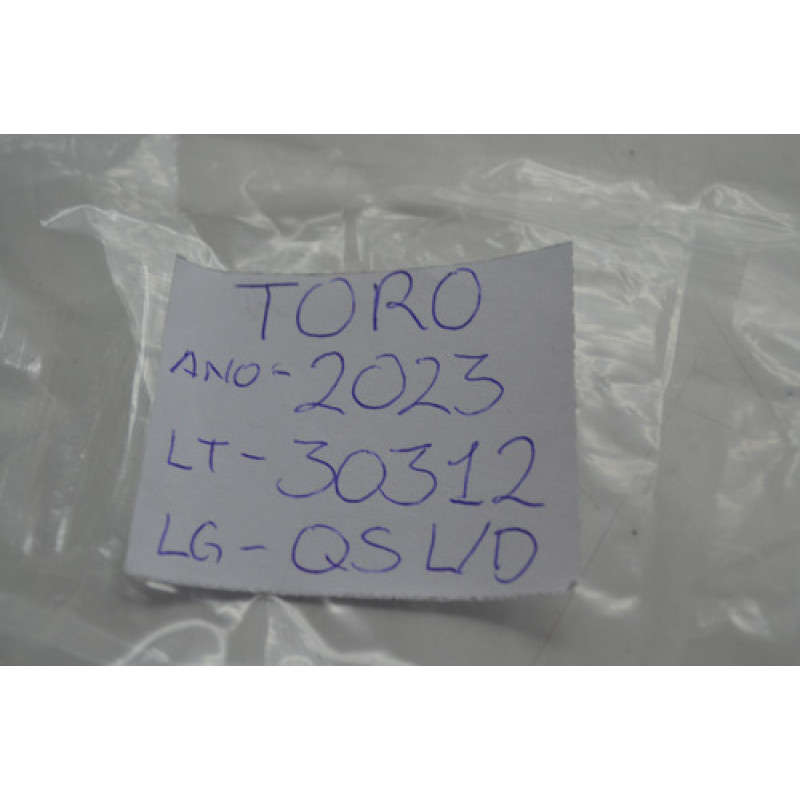 TORO
ANO-2023
LT-30312
LG-QS L/D